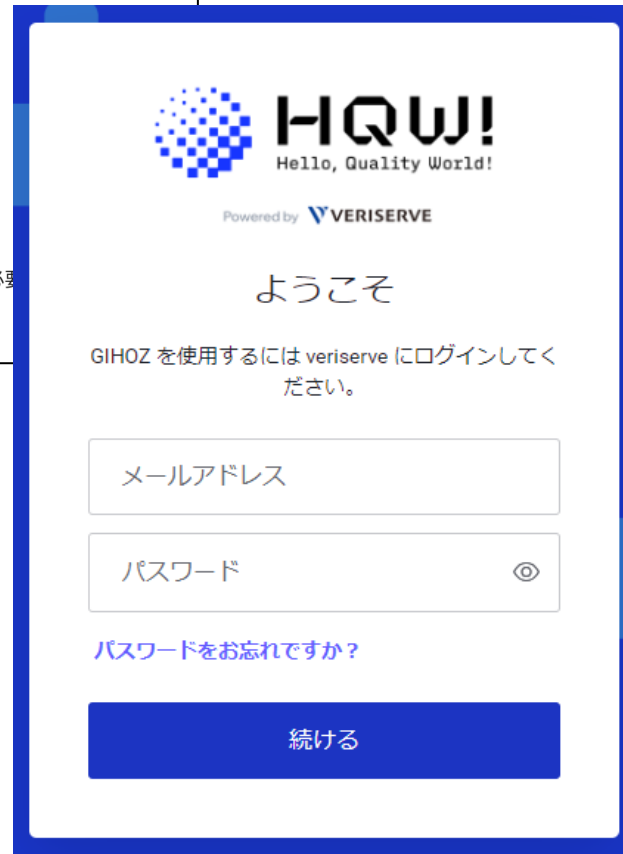 HQW!
Hello, Quality World!
Powered by VERISERVE
ようこそ
GIHOZ を使用するには veriserve にログインしてく
ださい。
メールアドレス
パスワード
パスワードをお忘れですか？
続ける